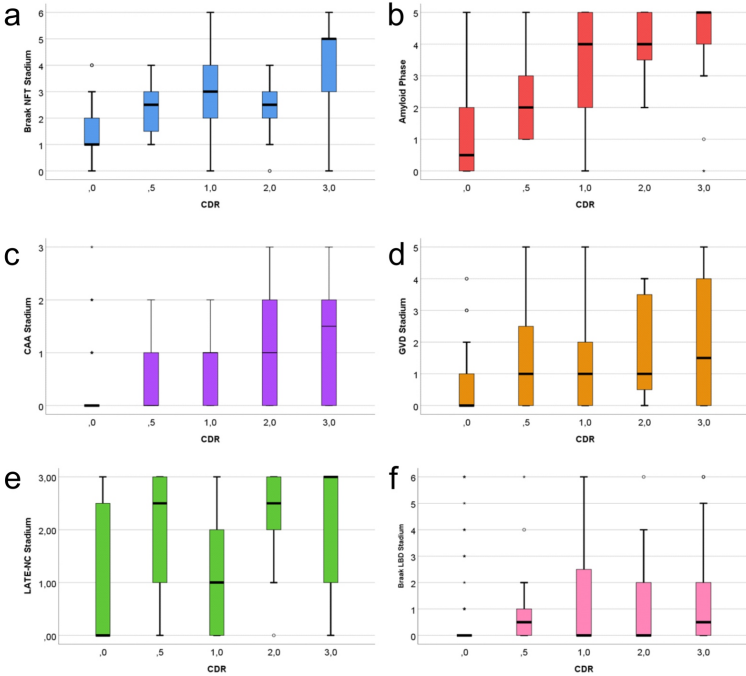 a
Braak NFT Stadium
6
5
4
3
2
1
0
,0 ,5 1,0 2,0 3,0
CDR
b
Amyloid Phase
5
4
3
2
1
0
,0 ,5 1,0 2,0 3,0
CDR
c
CAA Stadium
3
2
1
0
,0 ,5 1,0 2,0 3,0
CDR
d
GVD Stadium
5
4
3
2
1
0
,0 ,5 1,0 2,0 3,0
CDR
e
LATE-NC Stadium
3,00
2,00
1,00
,00
,0 ,5 1,0 2,0 3,0
CDR
f
Braak LBD Stadium
6
5
4
3
2
1
0
,0 ,5 1,0 2,0 3,0
CDR